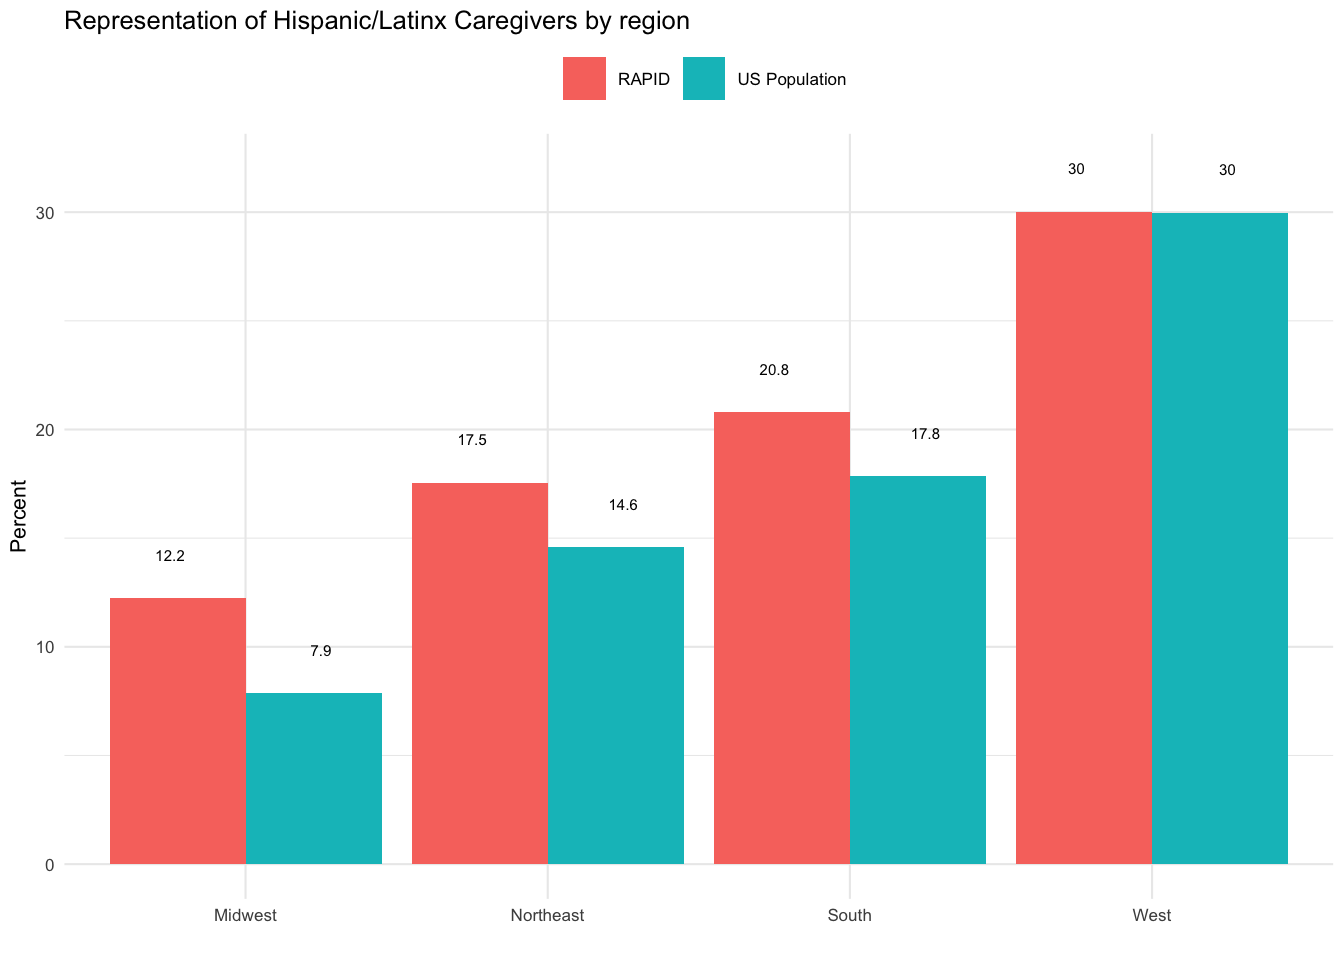 Representation of Hispanic/Latinx Caregivers by region
RAPID US Population
30 30
30
20.8
20
17.8
17.5
14.6
Percent
12.2
10
7.9
0
Midwest Northeast South West